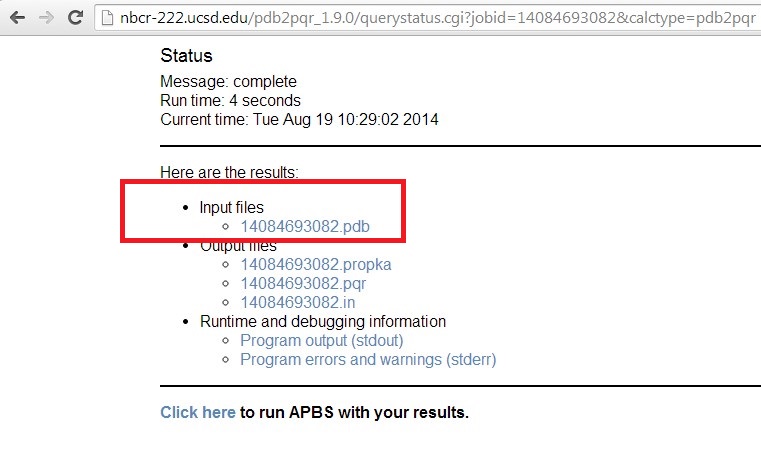 nbcr-222.ucsd.edu/pdb2pqr_1.9.0/querystatus.cgi?jobid=14084693082&calctype=pdb2pqr
Status
Message: complete
Run time: 4 seconds
Current time: Tue Aug 19 10:29:02 2014
Here are the results:
Input files
14084693082.pdb
Output files
14084693082.propka
14084693082.pqr
14084693082.in
Runtime and debugging information
Program output (stdout)
Program errors and warnings (stderr)
Click here to run APBS with your results.